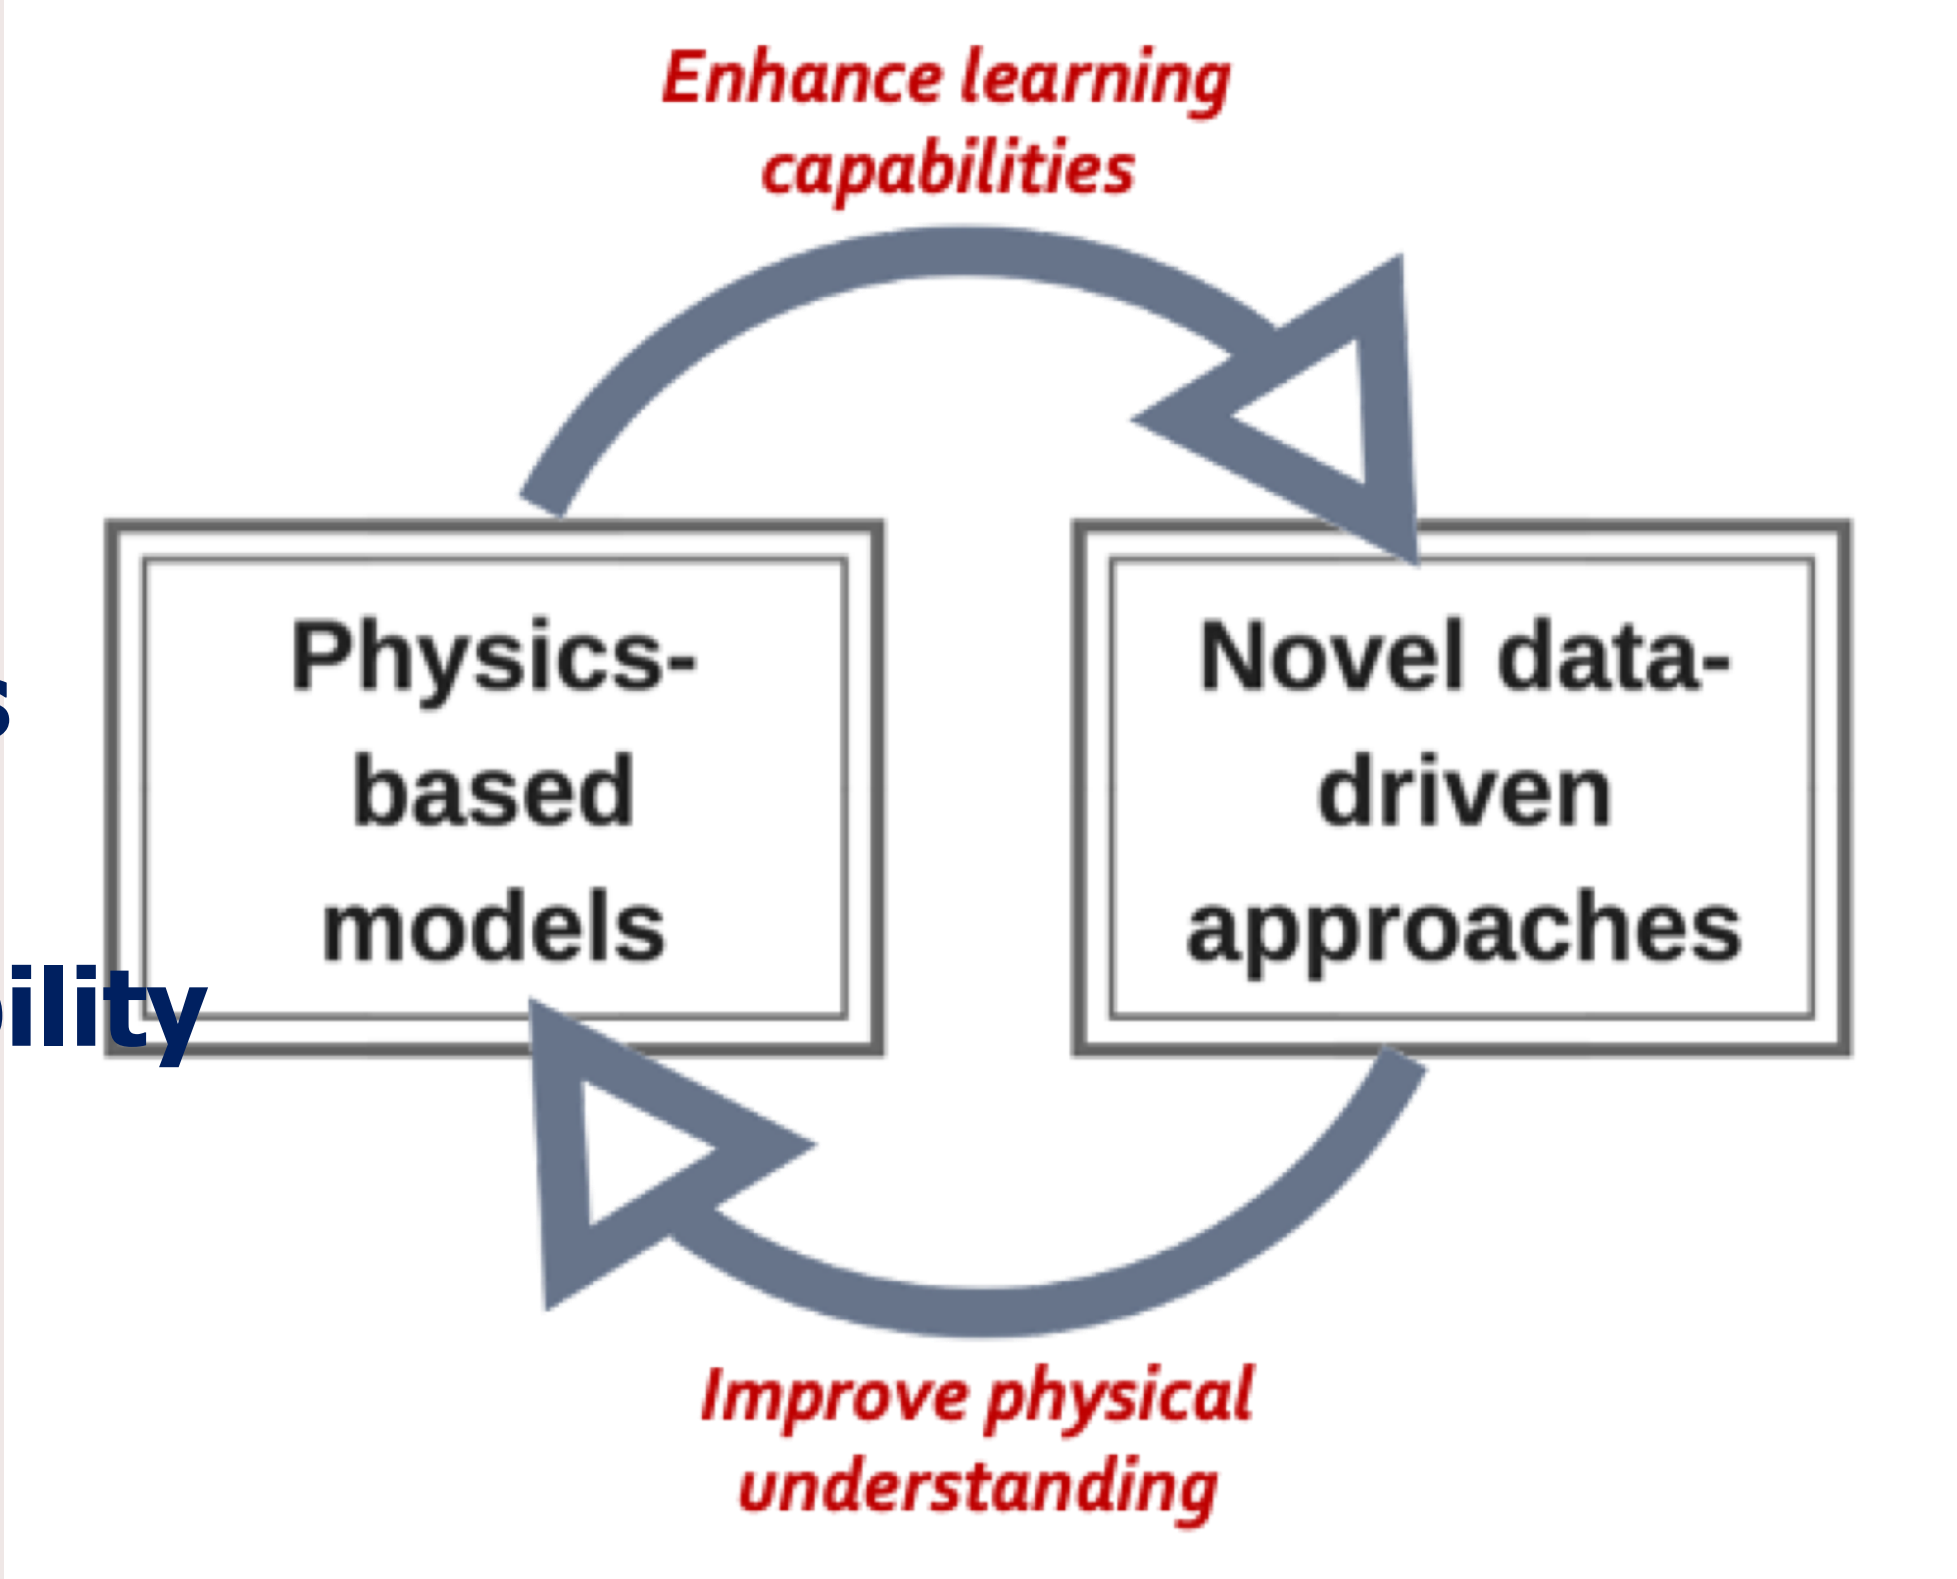 Enhance learning
capabilities
Physics-
based
models
Novel data-
driven
approaches
Improve physical
understanding